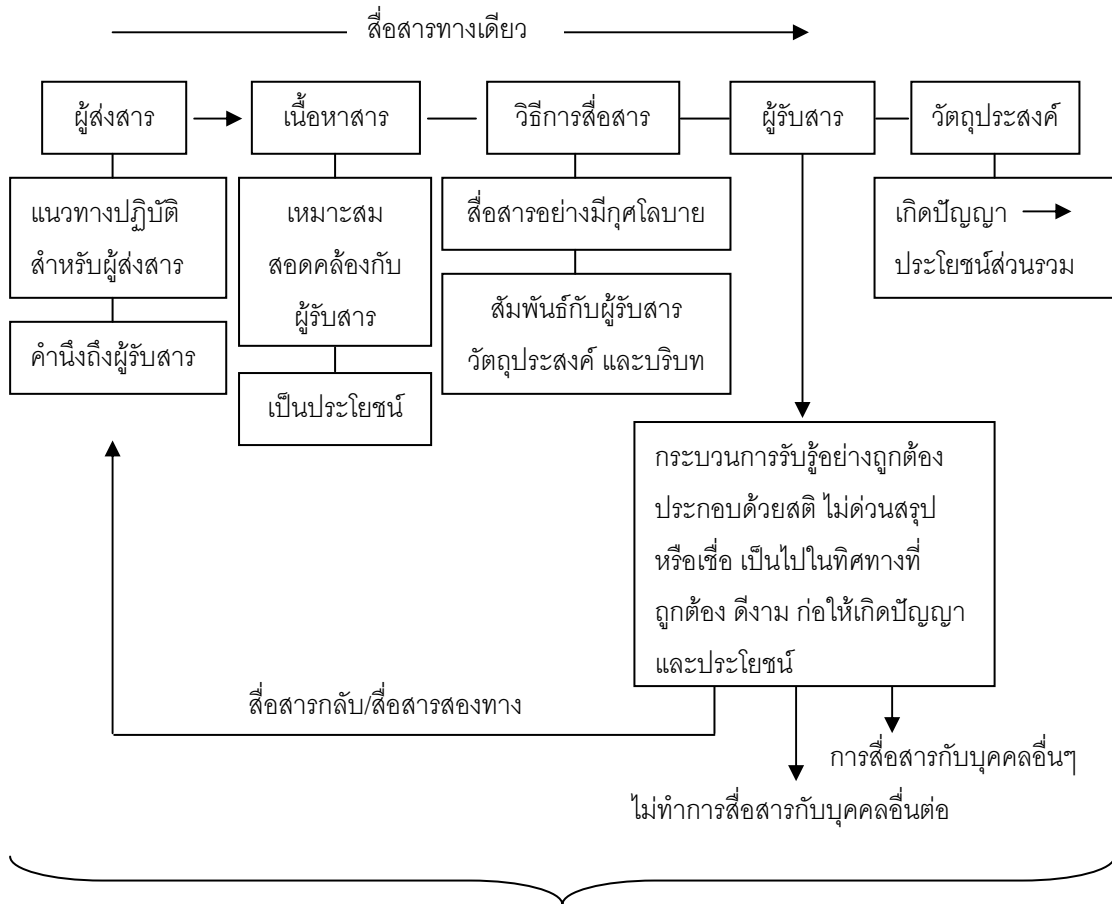 สื่อสารทางเดียว
ผู้ส่งสาร
เนื้อหาสาร
วิธีการสื่อสาร
ผู้รับสาร
วัตถุประสงค์
แนวทางปฏิบัติ
สำหรับผู้ส่งสาร
คำนึงถึงผู้รับสาร
เหมาะสม
สอดคล้องกับ
ผู้รับสาร
เป็นประโยชน์
สื่อสารอย่างมีกุศโลบาย
สัมพันธ์กับผู้รับสาร
วัตถุประสงค์ และบริบท
เกิดปัญญา
ประโยชน์ส่วนรวม
กระบวนการรับรู้อย่างถูกต้อง
ประกอบด้วยสติ ไม่ด่วนสรุป
หรือเชื่อ เป็นไปในทิศทางที่
ถูกต้อง ดีงาม ก่อให้เกิดปัญญา
และประโยชน์
สื่อสารกลับ/สื่อสารสองทาง
การสื่อสารกับบุคคลอื่นๆ
ไม่ทำการสื่อสารกับบุคคลอื่นต่อ